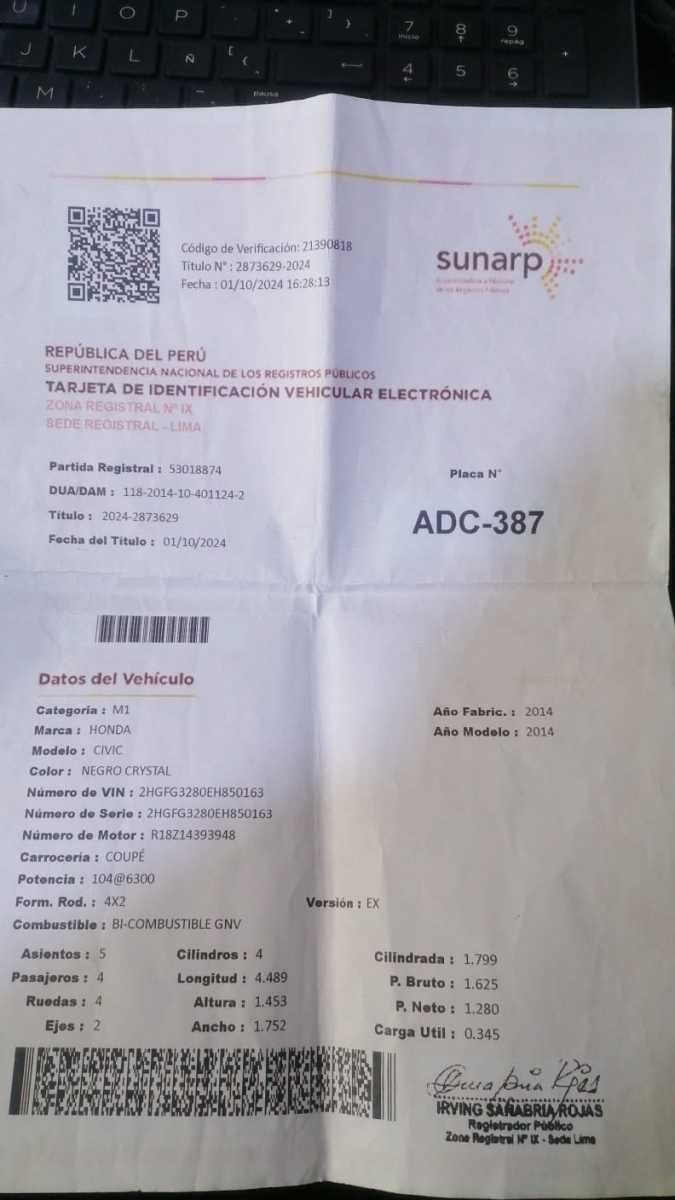 U I O P
7 8 9
inicio repág
J K L Ñ
4 5 6 +
M pausa
Código de Verificación: 21390818
Título N° : 2873629-2024
Fecha : 01/10/2024 16:28:13
sunarp
REPÚBLICA DEL PERÚ
SUPERINTENDENCIA NACIONAL DE LOS REGISTROS PÚBLICOS
TARJETA DE IDENTIFICACIÓN VEHICULAR ELECTRÓNICA
ZONA REGISTRAL N° IX
SEDE REGISTRAL - LIMA
Partida Registral : 53018874
Placa N°
DUA/DAM : 118-2014-10-401124-2
Título : 2024-2873629
ADC-387
Fecha del Título : 01/10/2024
Datos del Vehículo
Categoría : M1
Año Fabric. : 2014
Marca : HONDA
Año Modelo : 2014
Modelo : CIVIC
Color : NEGRO CRYSTAL
Número de VIN : 2HGFG3280EH850163
Número de Serie : 2HGFG3280EH850163
Número de Motor : R18Z14393948
Carrocería : COUPÉ
Potencia : 104@6300
Form. Rod. : 4X2 Versión : EX
Combustible : BI-COMBUSTIBLE GNV
Asientos : 5 Cilindros : 4 Cilindrada : 1.799
Pasajeros : 4 Longitud : 4.489 P. Bruto : 1.625
Ruedas : 4 Altura : 1.453 P. Neto : 1.280
Ejes : 2 Ancho : 1.752 Carga Util : 0.345
IRVING SAÑABRIA ROJAS
Registrador Público
Zona Registral N° IX - Sede Lima